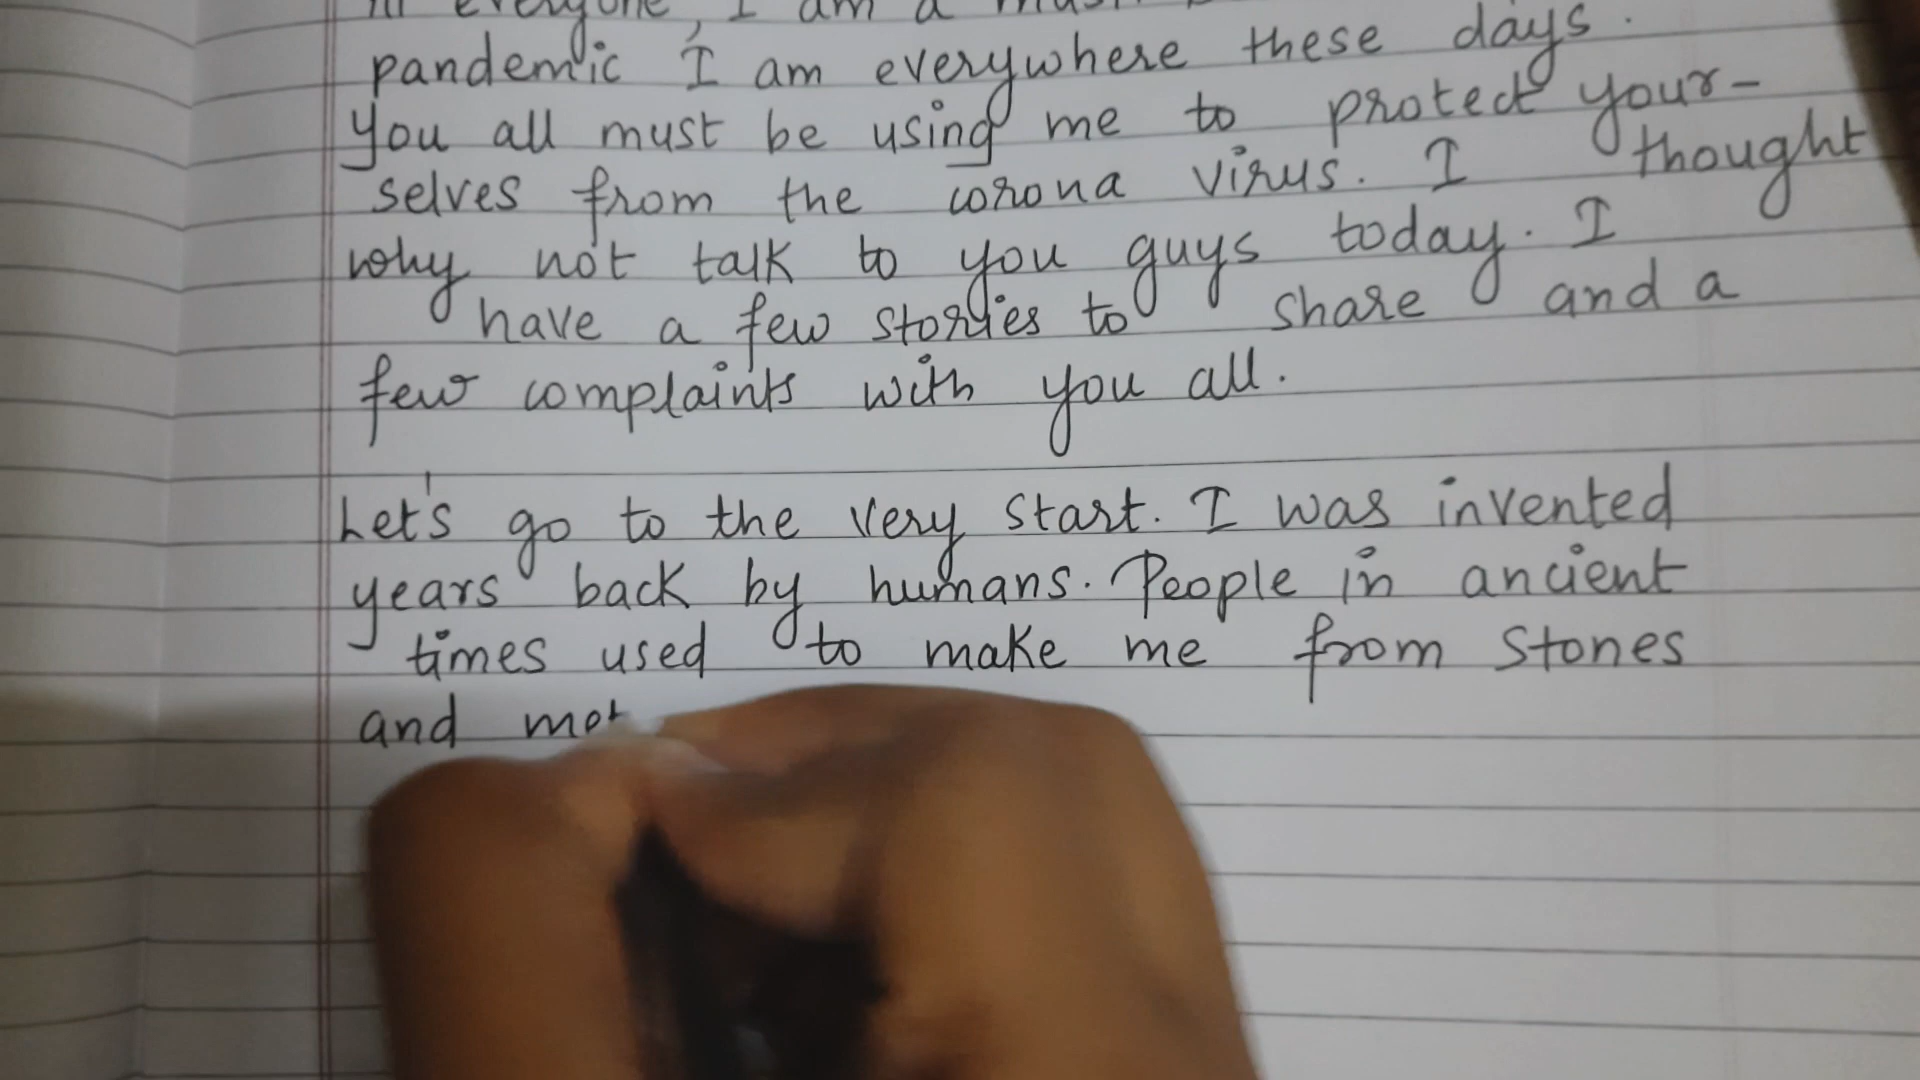 everyone, I am a
pandemic I am everywhere these days.
You all must be using me to protect your-
selves from the corona virus. I thought
why not talk to you guys today. I
have a few stories to share and a
few complaints with you all.
Let's go to the very start. I was invented
years back by humans. People in ancient
times used to make me from stones
and